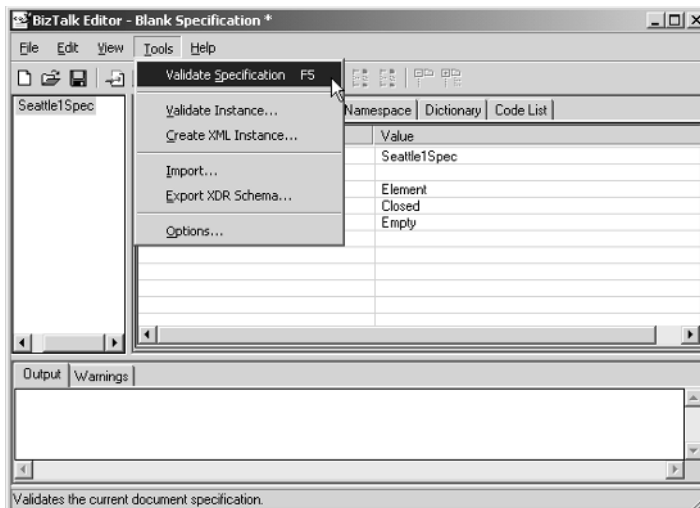 BizTalk Editor - Blank Specification *
File Edit View Tools Help
Validate Specification F5
Seattle1Spec
Validate Instance...
Namespace Dictionary Code List
Create XML Instance...
Value
Seattle1Spec
Import...
Element
Export XDR Schema...
Closed
Empty
Options...
Output Warnings
Validates the current document specification.